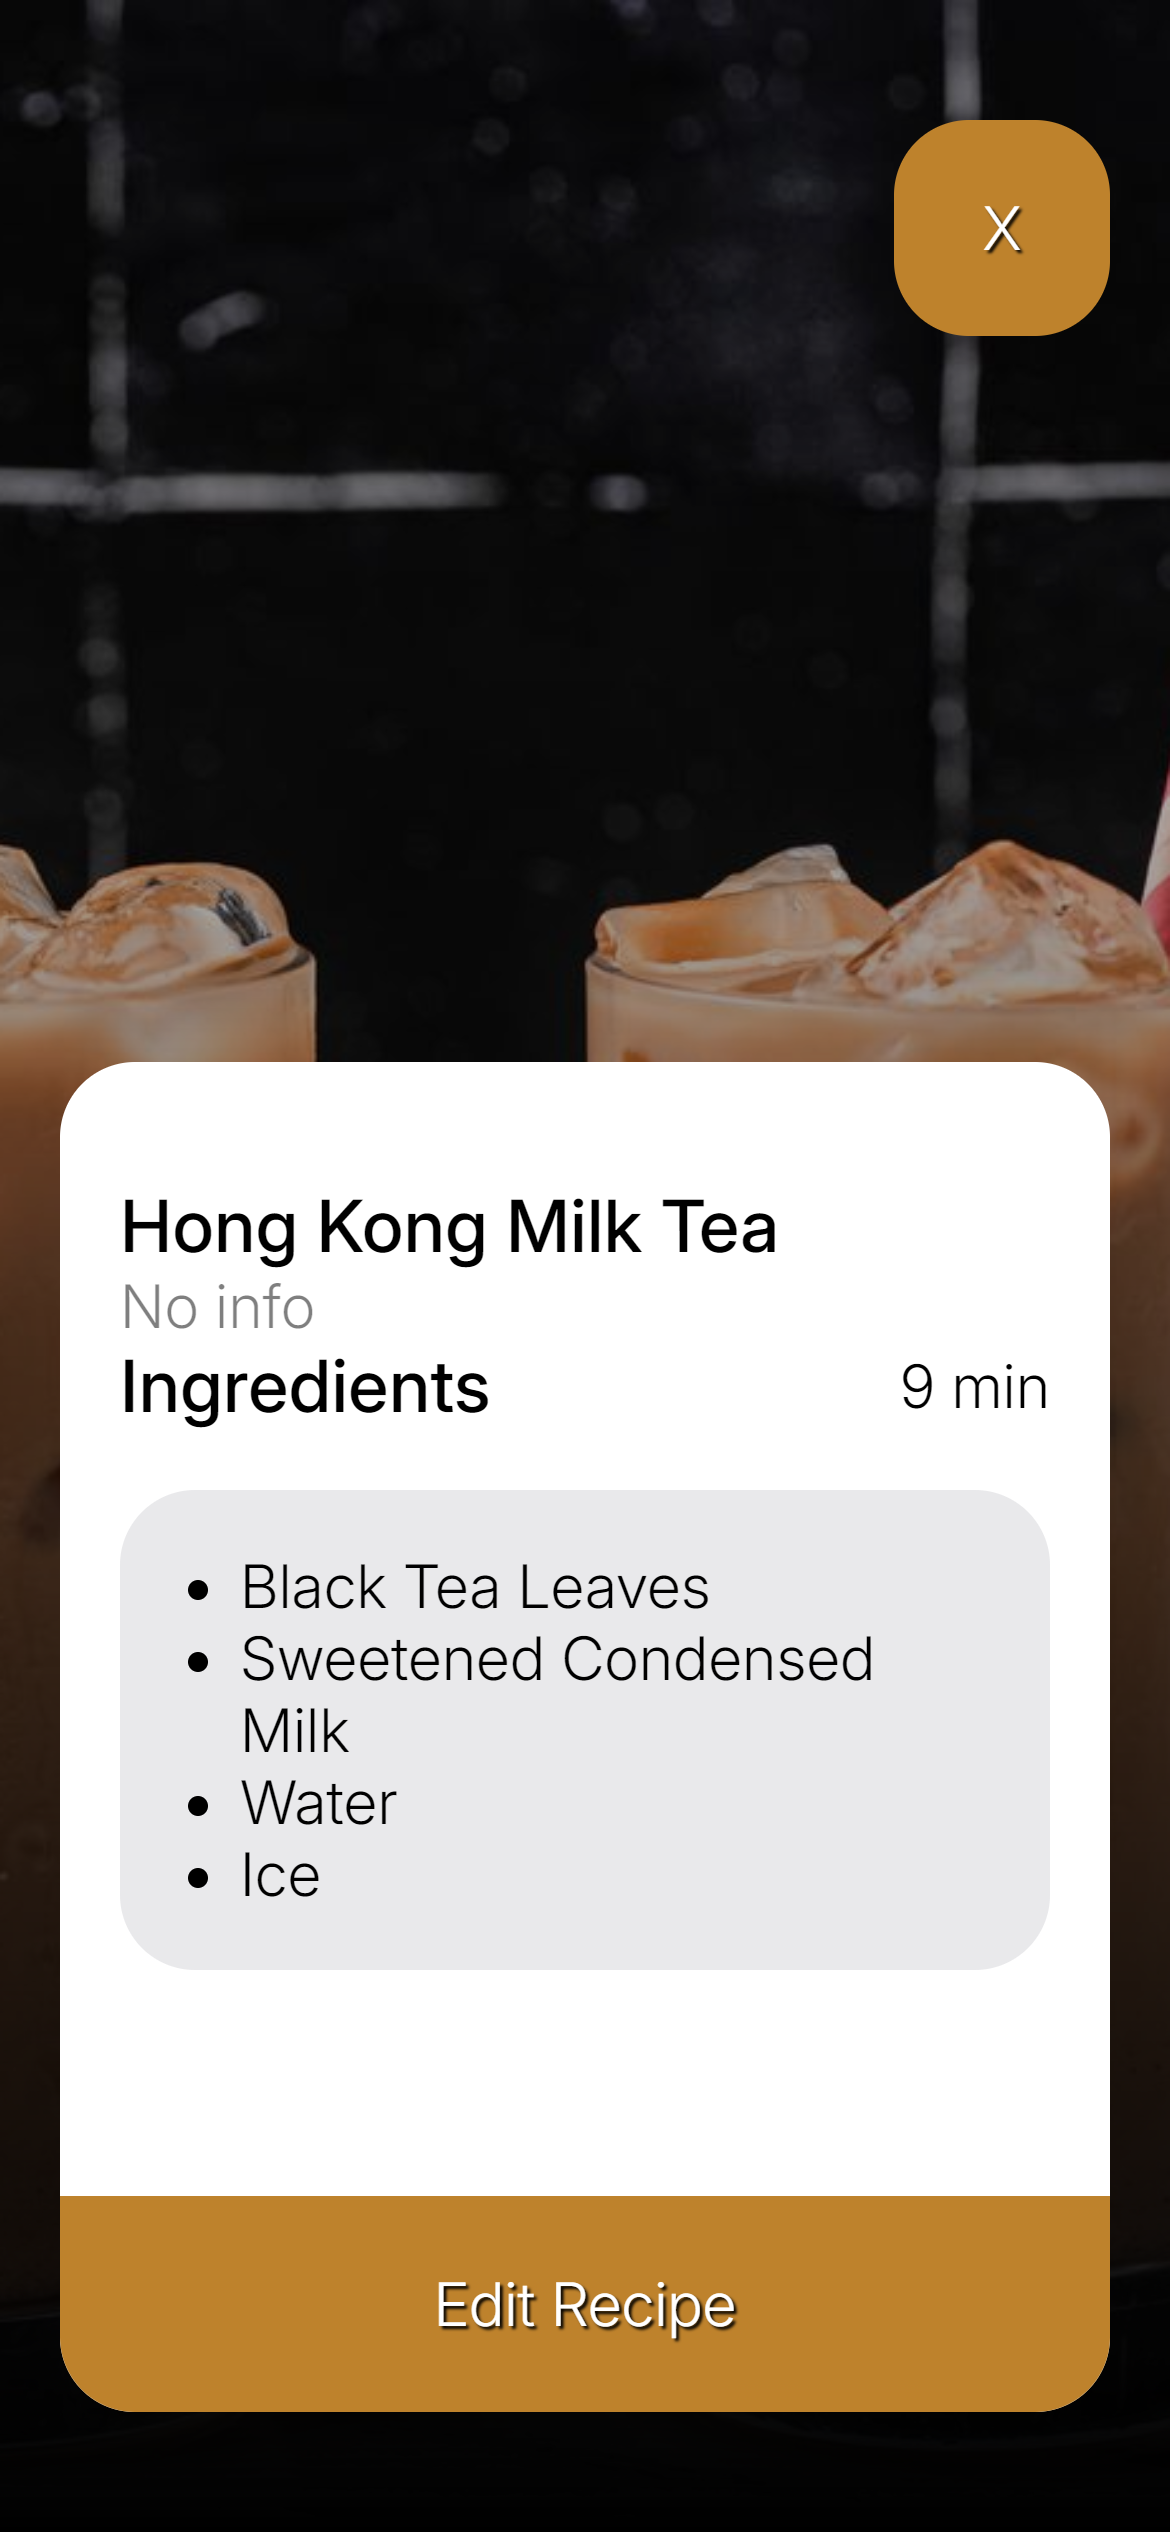 X
Hong Kong Milk Tea
No info
Ingredients 9 min
• Black Tea Leaves
• Sweetened Condensed
Milk
• Water
• Ice
Edit Recipe